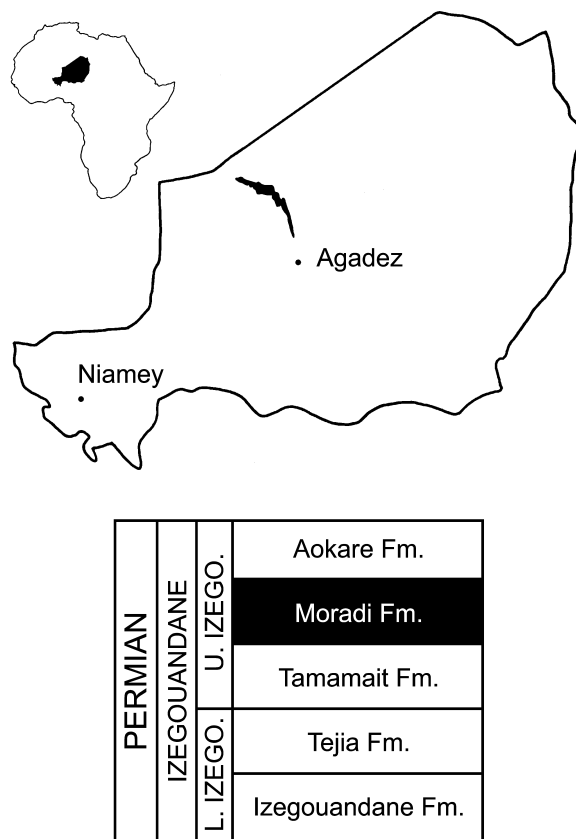 Agadez
Niamey
PERMIAN
IZEGOUANDANE
U. IZEGO.
L. IZEGO.
Aokare Fm.
Moradi Fm.
Tamamait Fm.
Tejia Fm.
Izegouandane Fm.